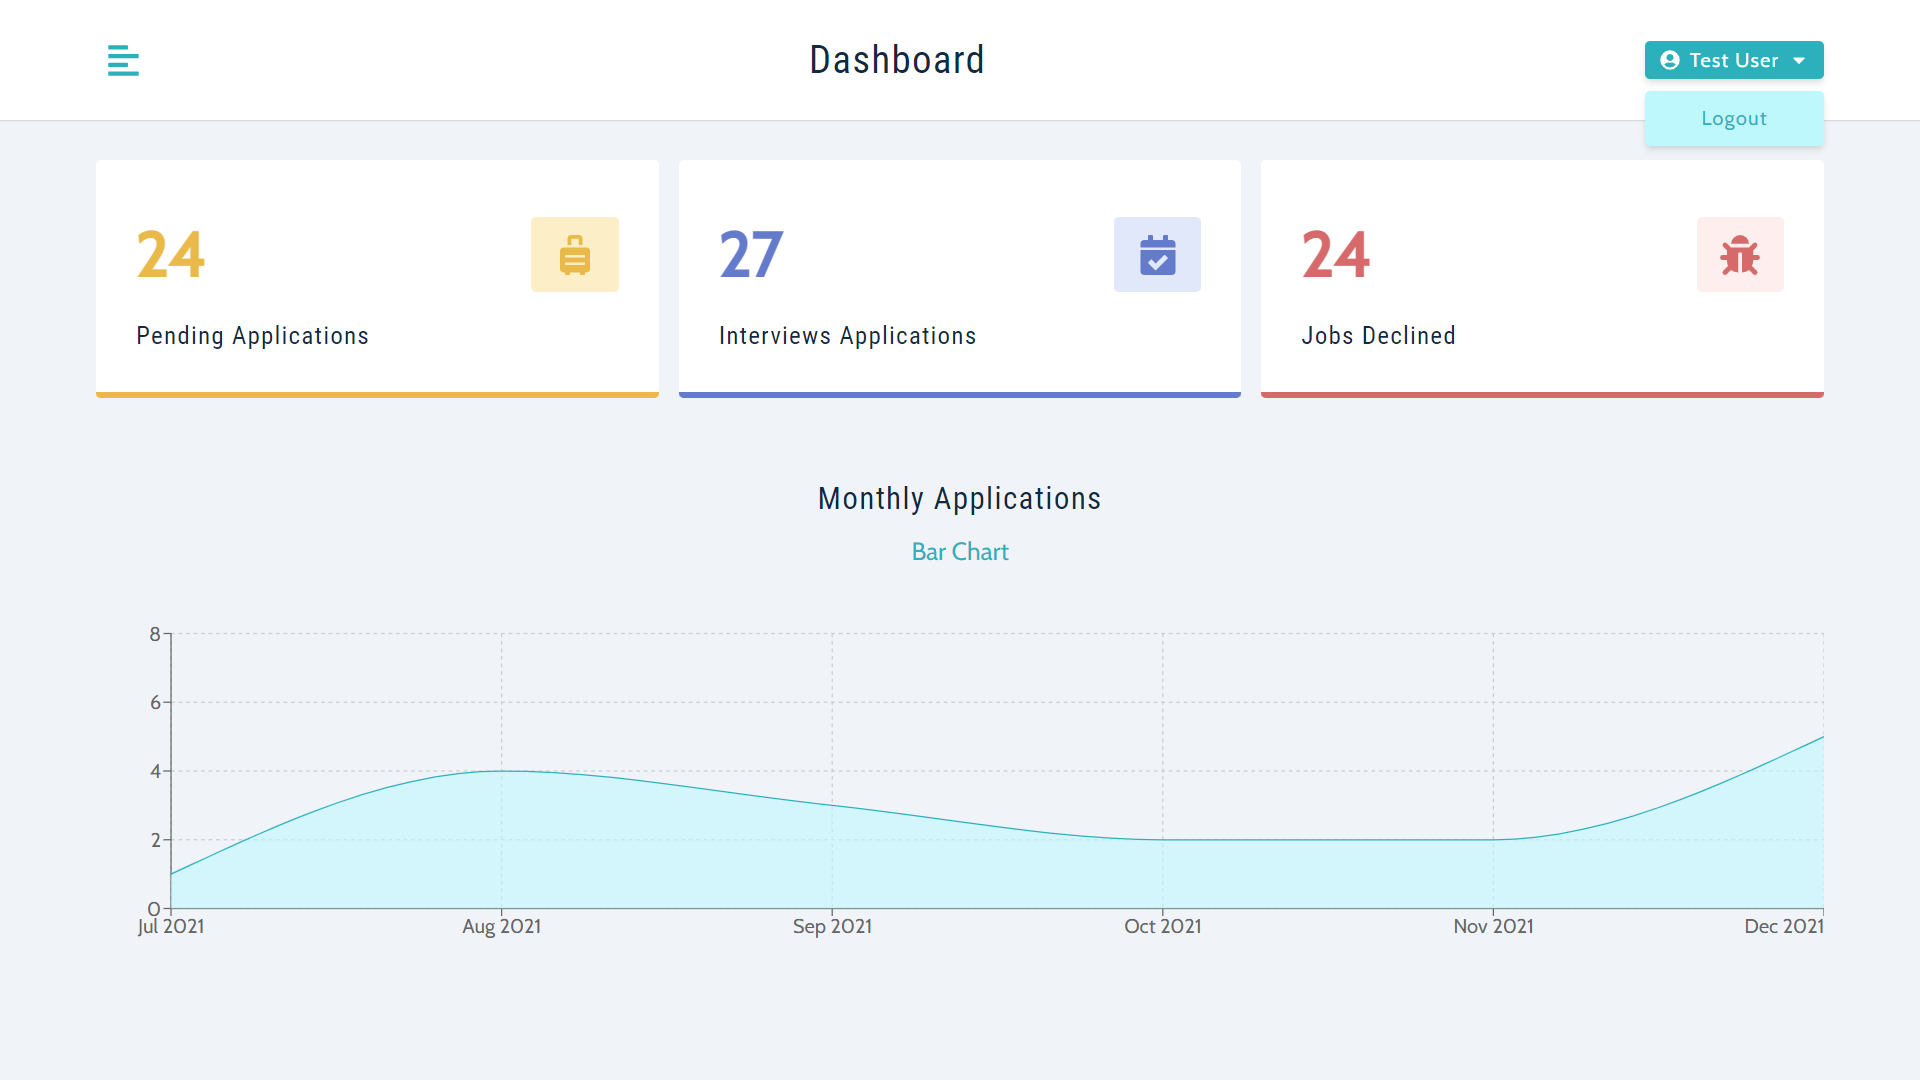 Dashboard
Test User
Logout
24
Pending Applications
27
Interviews Applications
24
Jobs Declined
Monthly Applications
Bar Chart
8
6
4
2
0
Jul 2021 Aug 2021 Sep 2021 Oct 2021 Nov 2021 Dec 2021